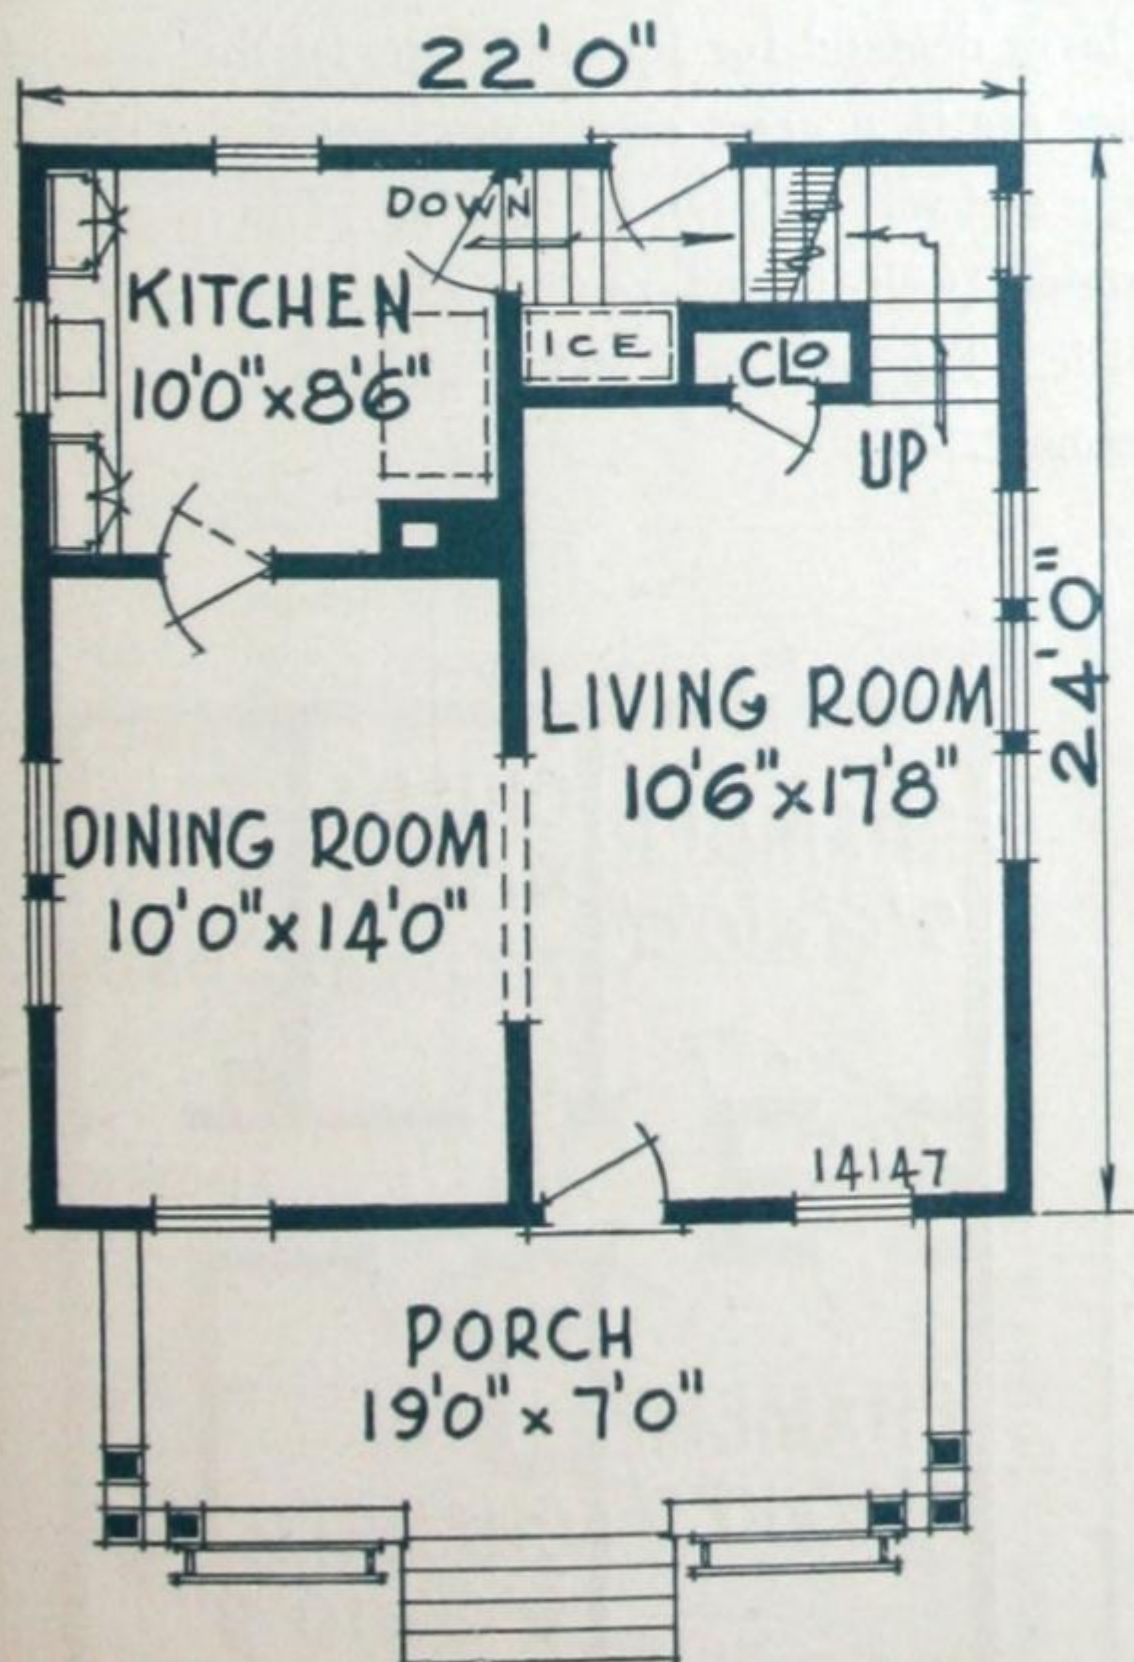 22'0"
DOWN
KITCHEN
10'0"x8'6"
ICE
CLO
UP
24'0"
LIVING ROOM
10'6"x17'8"
DINING ROOM
10'0"x14'0"
14147
PORCH
19'0"x7'0"